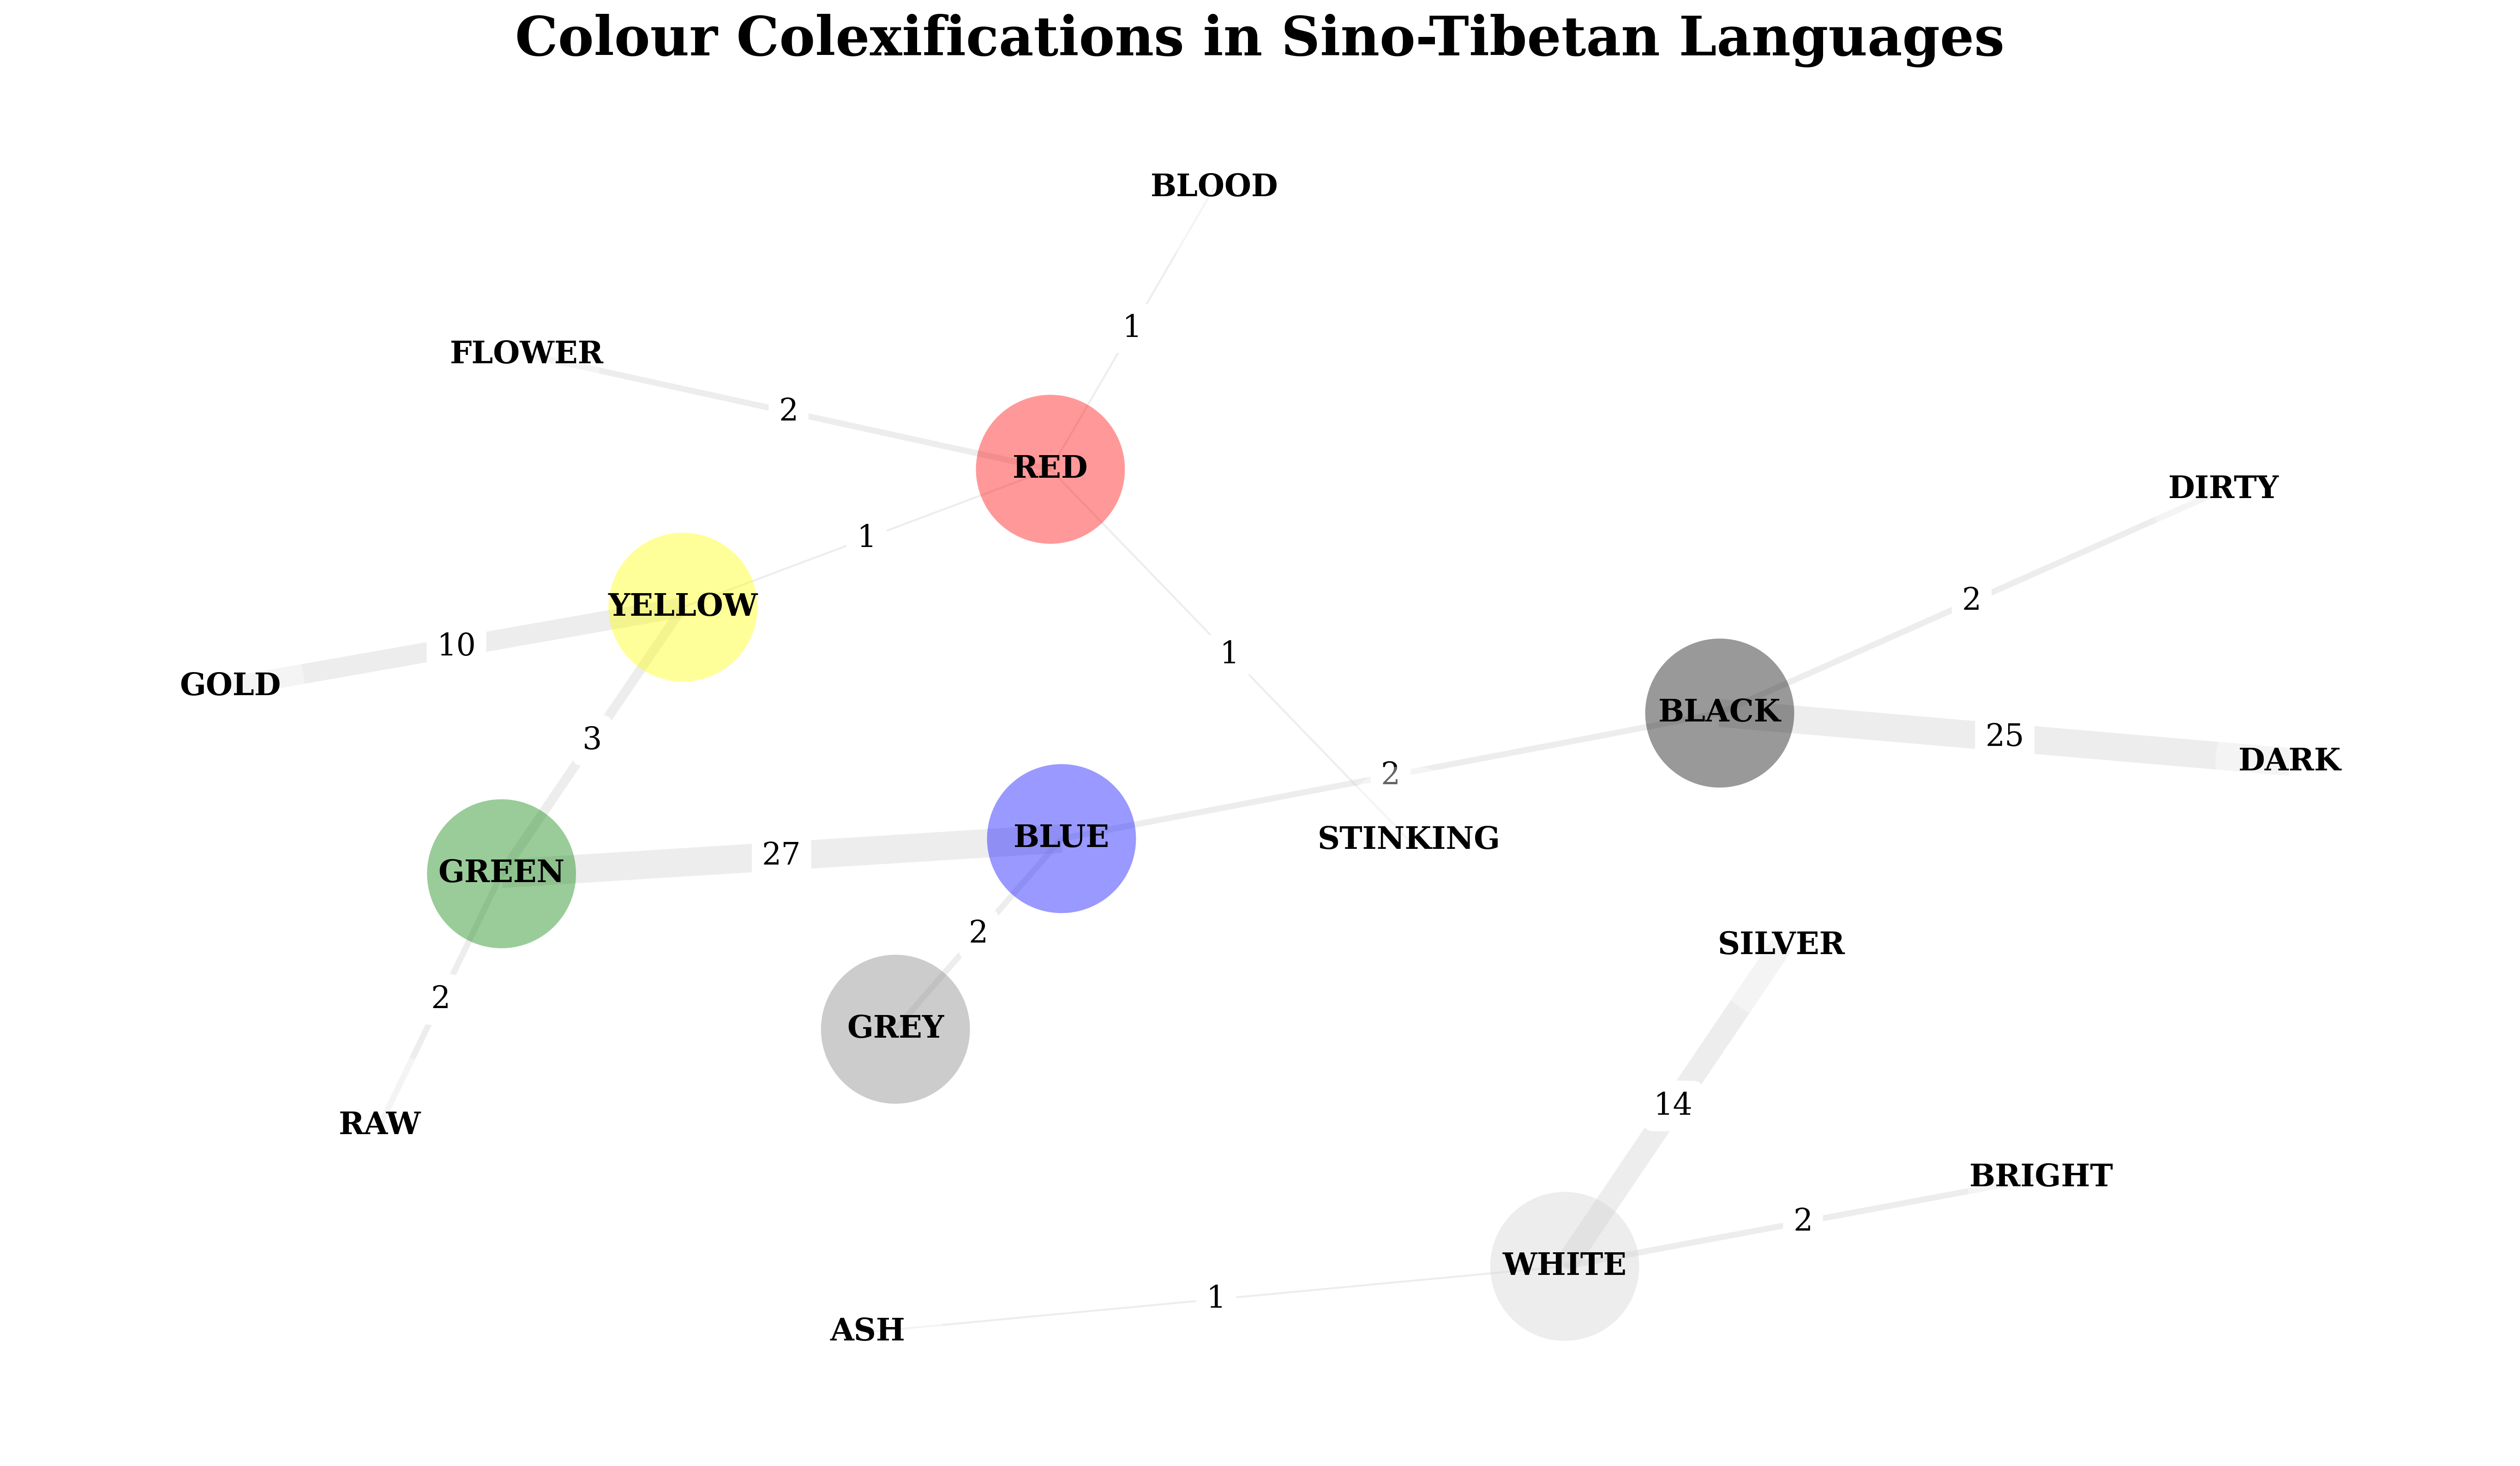 Colour Colexifications in Sino-Tibetan Languages
BLOOD
1
FLOWER
2
RED
DIRTY
1
YELLOW
2
10
1
GOLD
BLACK
3
25
DARK
2
BLUE
STINKING
27
GREEN
2
SILVER
2
GREY
14
RAW
BRIGHT
2
WHITE
1
ASH